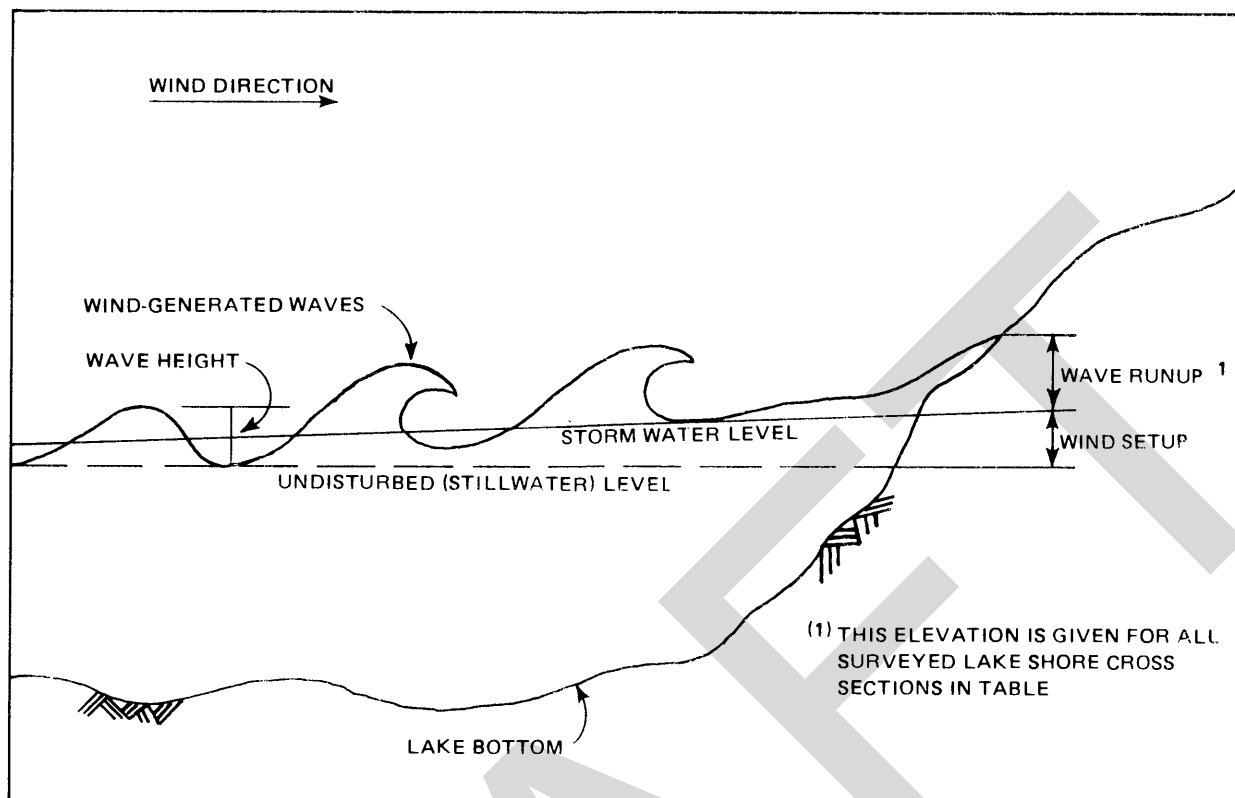 WIND DIRECTION
WIND-GENERATED WAVES
WAVE HEIGHT
WAVE RUNUP 1
STORM WATER LEVEL
WIND SETUP
UNDISTURBED (STILLWATER) LEVEL
(1) THIS ELEVATION IS GIVEN FOR ALL
SURVEYED LAKE SHORE CROSS
SECTIONS IN TABLE
LAKE BOTTOM